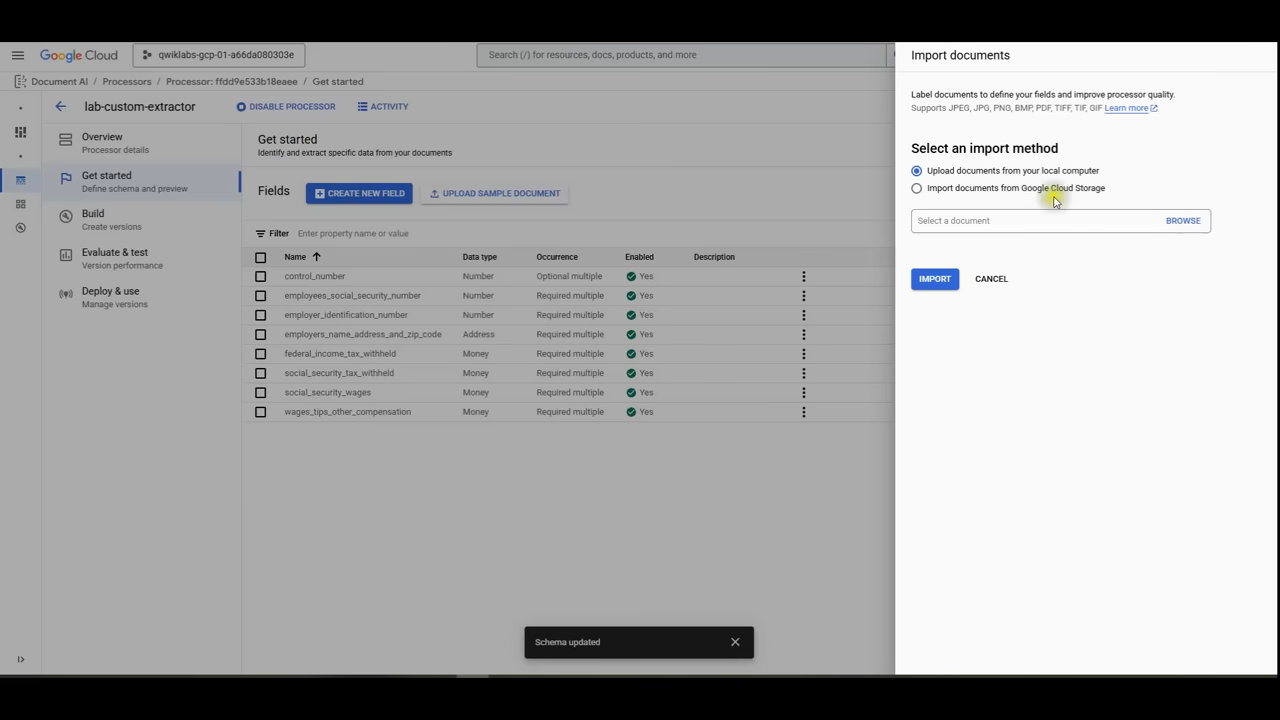 Google Cloud
qwiklabs-gcp-01-a66da080303e
Search (/) for resources, docs, products, and more
Document AI / Processors / Processor: ffdd9e533b18eaee / Get started
lab-custom-extractor
DISABLE PROCESSOR
ACTIVITY
Overview
Processor details
Get started
Define schema and preview
Build
Create versions
Evaluate & test
Version performance
Deploy & use
Manage versions
Get started
Identify and extract specific data from your documents
Fields
CREATE NEW FIELD
UPLOAD SAMPLE DOCUMENT
Filter Enter property name or value
Name Data type Occurrence Enabled Description
control_number Number Optional multiple Yes
employees_social_security_number Number Required multiple Yes
employer_identification_number Number Required multiple Yes
employers_name_address_and_zip_code Address Required multiple Yes
federal_income_tax_withheld Money Required multiple Yes
social_security_tax_withheld Money Required multiple Yes
social_security_wages Money Required multiple Yes
wages_tips_other_compensation Money Required multiple Yes
Schema updated
Import documents
Label documents to define your fields and improve processor quality.
Supports JPEG, JPG, PNG, BMP, PDF, TIFF, TIF, GIF Learn more
Select an import method
Upload documents from your local computer
Import documents from Google Cloud Storage
Select a document BROWSE
IMPORT CANCEL